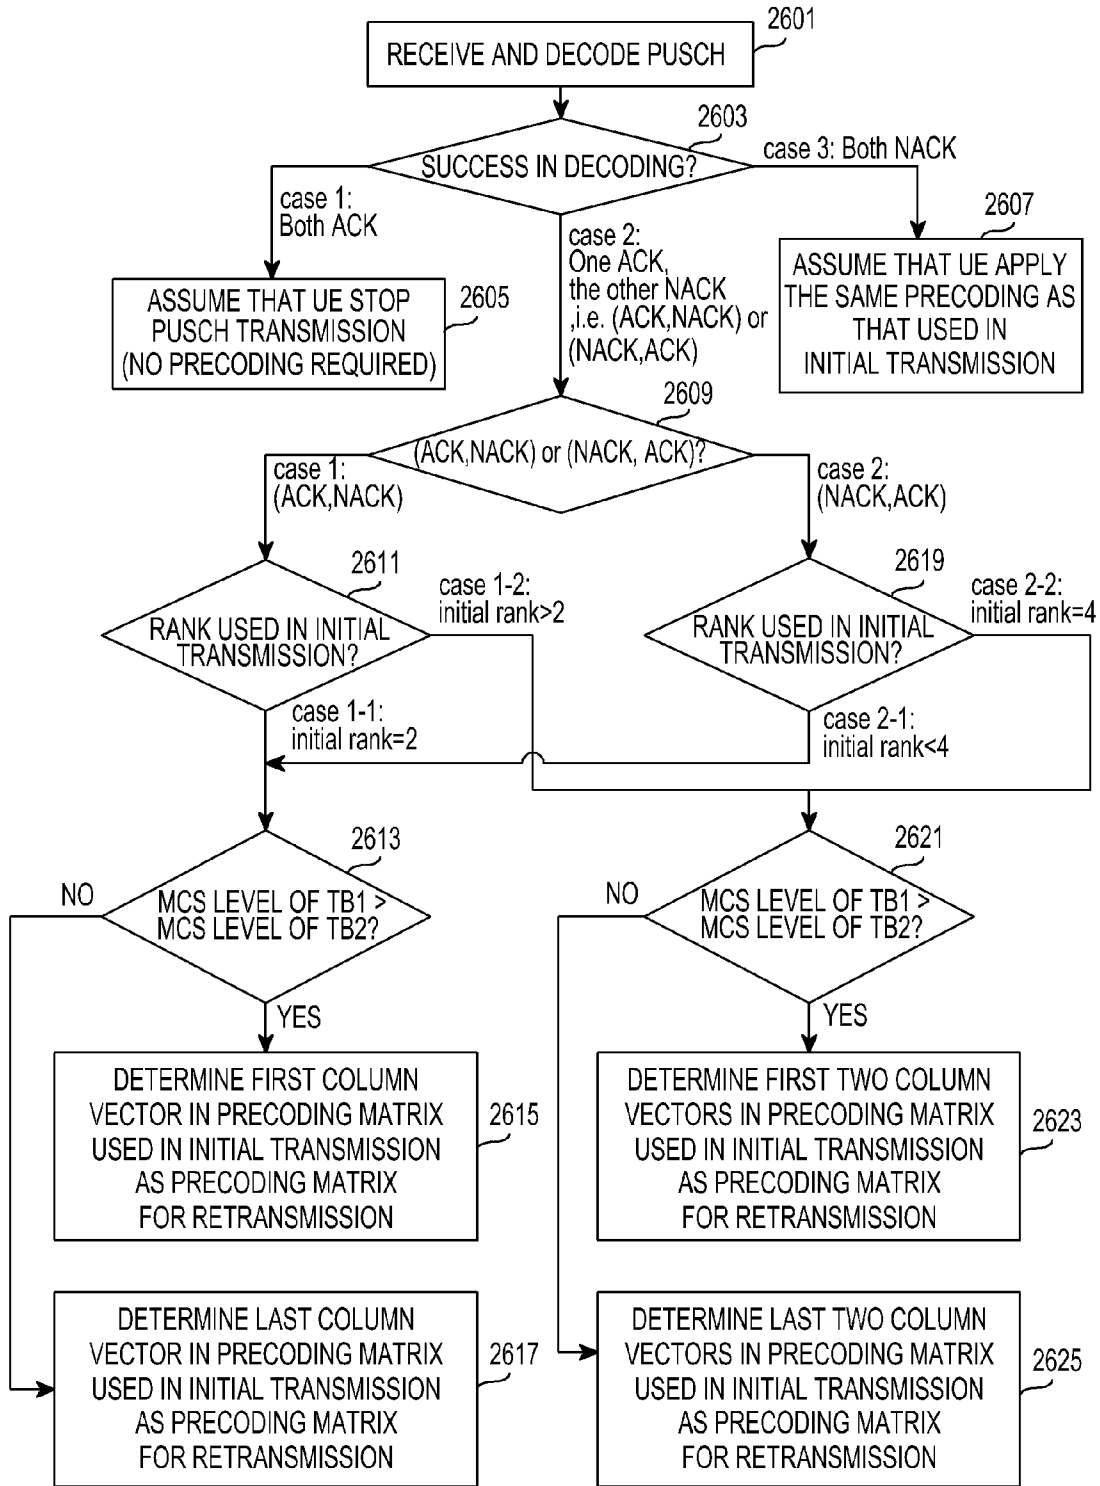 2601
RECEIVE AND DECODE PUSCH
2603
SUCCESS IN DECODING?
case 3: Both NACK
case 1:
Both ACK
case 2:
One ACK,
the other NACK
,i.e. (ACK,NACK) or
(NACK,ACK)
2607
ASSUME THAT UE APPLY
THE SAME PRECODING AS
THAT USED IN
INITIAL TRANSMISSION
2605
ASSUME THAT UE STOP
PUSCH TRANSMISSION
(NO PRECODING REQUIRED)
2609
(ACK,NACK) or (NACK, ACK)?
case 1:
(ACK,NACK)
case 2:
(NACK,ACK)
2611
RANK USED IN INITIAL
TRANSMISSION?
case 1-2:
initial rank>2
2619
RANK USED IN INITIAL
TRANSMISSION?
case 2-2:
initial rank=4
case 1-1:
initial rank=2
case 2-1:
initial rank<4
2613
MCS LEVEL OF TB1 >
MCS LEVEL OF TB2?
NO
YES
2621
MCS LEVEL OF TB1 >
MCS LEVEL OF TB2?
NO
YES
DETERMINE FIRST COLUMN
VECTOR IN PRECODING MATRIX
USED IN INITIAL TRANSMISSION
AS PRECODING MATRIX
FOR RETRANSMISSION
2615
DETERMINE FIRST TWO COLUMN
VECTORS IN PRECODING MATRIX
USED IN INITIAL TRANSMISSION
AS PRECODING MATRIX
FOR RETRANSMISSION
2623
DETERMINE LAST COLUMN
VECTOR IN PRECODING MATRIX
USED IN INITIAL TRANSMISSION
AS PRECODING MATRIX
FOR RETRANSMISSION
2617
DETERMINE LAST TWO COLUMN
VECTORS IN PRECODING MATRIX
USED IN INITIAL TRANSMISSION
AS PRECODING MATRIX
FOR RETRANSMISSION
2625